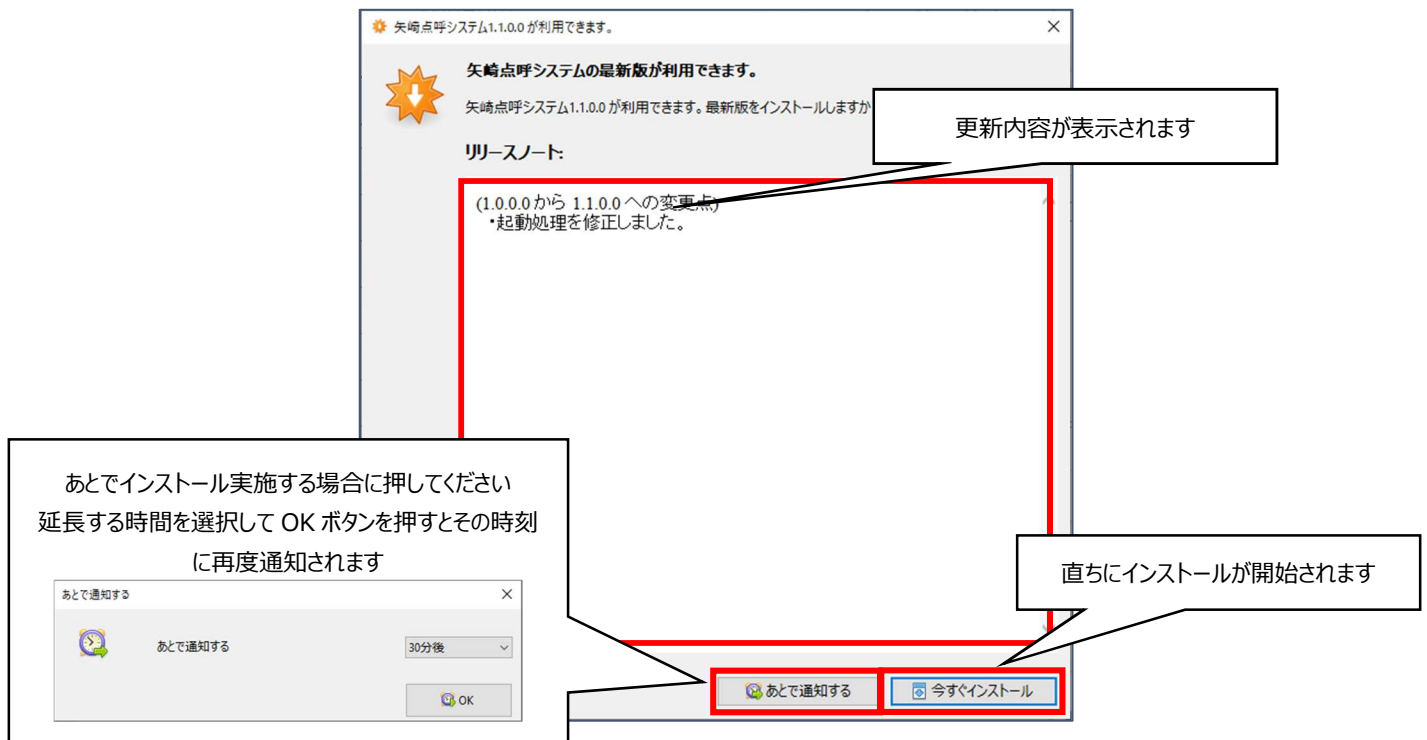 矢崎点呼システム1.1.0.0 が利用できます。
矢崎点呼システムの最新版が利用できます。
矢崎点呼システム1.1.0.0 が利用できます。最新版をインストールしますか
更新内容が表示されます
リリースノート:
(1.0.0.0 から 1.1.0.0 への変更点)
・起動処理を修正しました。
あとでインストール実施する場合に押してください
延長する時間を選択して OK ボタンを押すとその時刻
に再度通知されます
あとで通知する
あとで通知する
30分後
OK
直ちにインストールが開始されます
あとで通知する
今すぐインストール